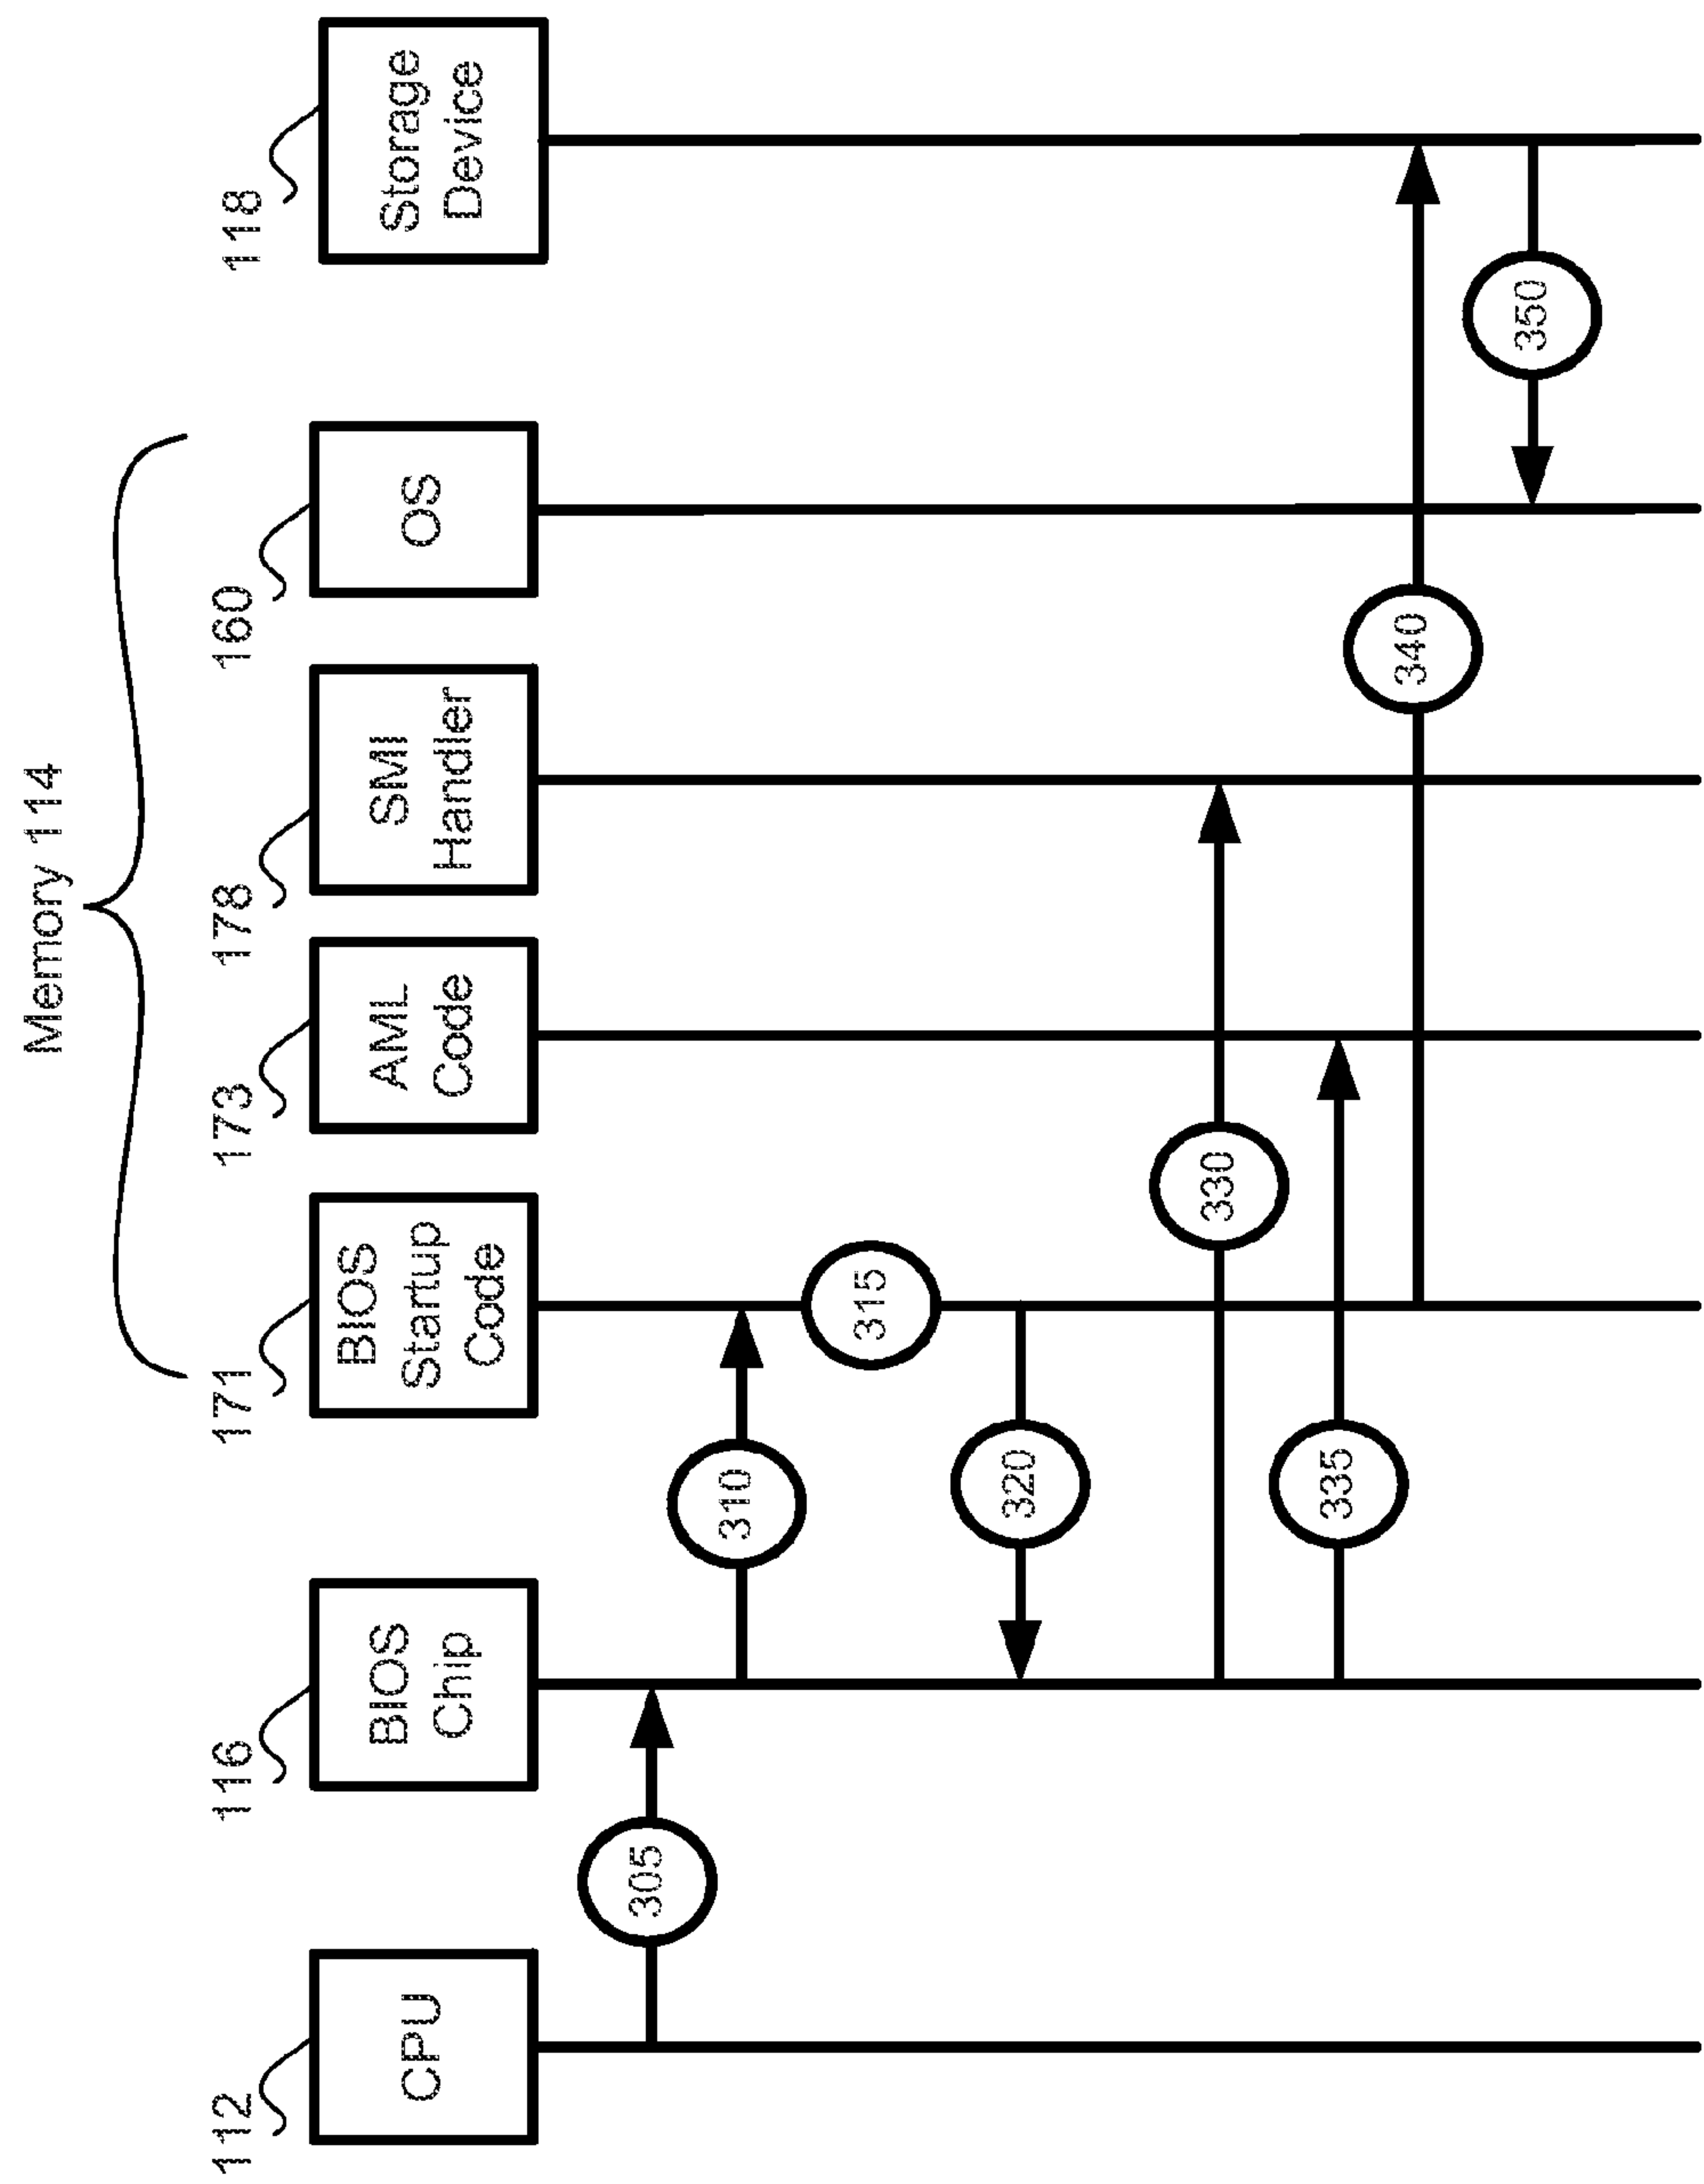 Memory 114
112
116
171
173
178
160
118
CPU
BIOS
Chip
BIOS
Startup
Code
AML
Code
SMI
Handler
OS
Storage
Device
305
310
315
320
330
335
340
350